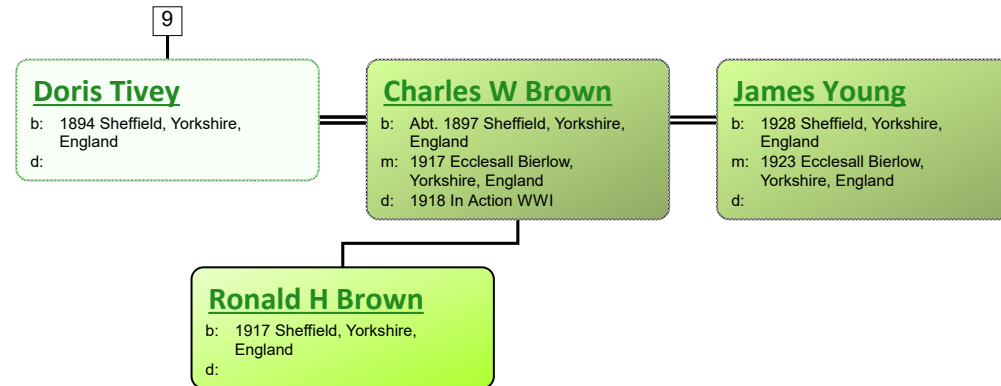 9
Doris Tivey
b: 1894 Sheffield, Yorkshire,
England
d:
Charles W Brown
b: Abt. 1897 Sheffield, Yorkshire,
England
m: 1917 Ecclesall Bierlow,
Yorkshire, England
d: 1918 In Action WWI
James Young
b: 1928 Sheffield, Yorkshire,
England
m: 1923 Ecclesall Bierlow,
Yorkshire, England
d:
Ronald H Brown
b: 1917 Sheffield, Yorkshire,
England
d: